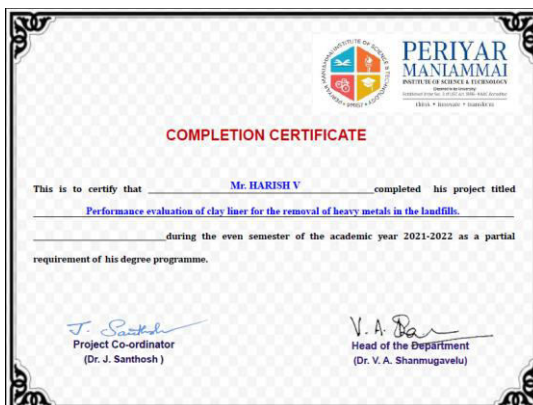 PERIYAR
MANIAMMAI
INSTITUTE OF SCIENCE & TECHNOLOGY
think • innovate • transform
COMPLETION CERTIFICATE
This is to certify that Mr. HARISH V completed his project titled
Performance evaluation of clay liner for the removal of heavy metals in the landfills.
during the even semester of the academic year 2021-2022 as a partial
requirement of his degree programme.
J. Santhosh
Project Co-ordinator
(Dr. J. Santhosh )
V. A.
Head of the Department
(Dr. V. A. Shanmugavelu)